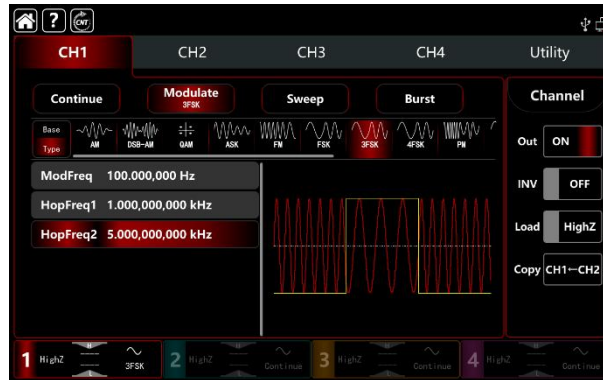 ? CNT
CH1 CH2 CH3 CH4 Utility
Continue Modulate 3FSK Sweep Burst Channel
Base Type AM DSB-AM QAM ASK FM FSK 3FSK 4FSK PM
Out ON
ModFreq 100.000,000 Hz
INV OFF
HopFreq1 1.000,000,000 kHz
HopFreq2 5.000,000,000 kHz
Load HighZ
Copy CH1←CH2
1 HighZ H L 3FSK 2 HighZ H L Continue 3 HighZ H L Continue 4 HighZ H L Continue